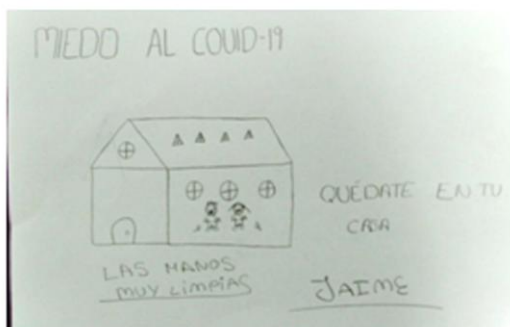 MIEDO AL COVID-19
QUÉDATE EN TU
CASA
LAS MANOS
MUY LIMPIAS
JAIME